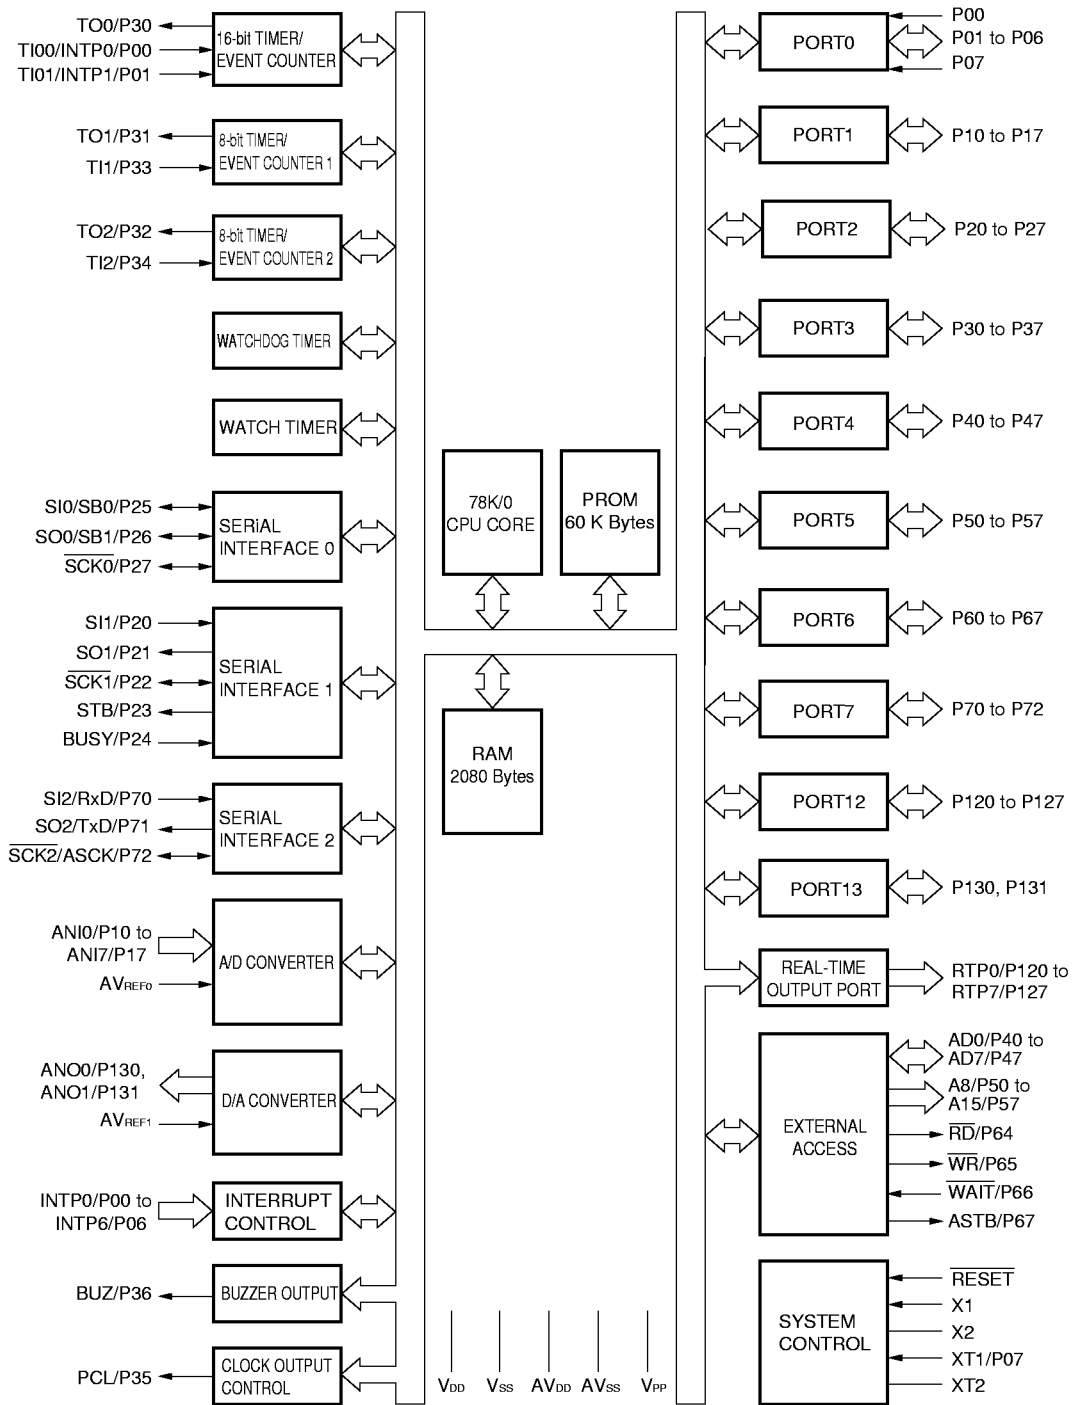 TO0/P30
TI00/INTP0/P00
TI01/INTP1/P01
16-bit TIMER/
EVENT COUNTER
TO1/P31
TI1/P33
8-bit TIMER/
EVENT COUNTER 1
TO2/P32
TI2/P34
8-bit TIMER/
EVENT COUNTER 2
WATCHDOG TIMER
WATCH TIMER
SI0/SB0/P25
SO0/SB1/P26
SCK0/P27
SERIAL
INTERFACE 0
SI1/P20
SO1/P21
SCK1/P22
STB/P23
BUSY/P24
SERIAL
INTERFACE 1
SI2/RxD/P70
SO2/TxD/P71
SCK2/ASCK/P72
SERIAL
INTERFACE 2
ANI0/P10 to
ANI7/P17
AVREF0
A/D CONVERTER
ANO0/P130,
ANO1/P131
AVREF1
D/A CONVERTER
INTP0/P00 to
INTP6/P06
INTERRUPT
CONTROL
BUZ/P36
BUZZER OUTPUT
PCL/P35
CLOCK OUTPUT
CONTROL
78K/0
CPU CORE
PROM
60 K Bytes
RAM
2080 Bytes
VDD
VSS
AVDD
AVSS
VPP
PORT0
P00
P01 to P06
P07
PORT1
P10 to P17
PORT2
P20 to P27
PORT3
P30 to P37
PORT4
P40 to P47
PORT5
P50 to P57
PORT6
P60 to P67
PORT7
P70 to P72
PORT12
P120 to P127
PORT13
P130, P131
REAL-TIME
OUTPUT PORT
RTP0/P120 to
RTP7/P127
EXTERNAL
ACCESS
AD0/P40 to
AD7/P47
A8/P50 to
A15/P57
RD/P64
WR/P65
WAIT/P66
ASTB/P67
SYSTEM
CONTROL
RESET
X1
X2
XT1/P07
XT2